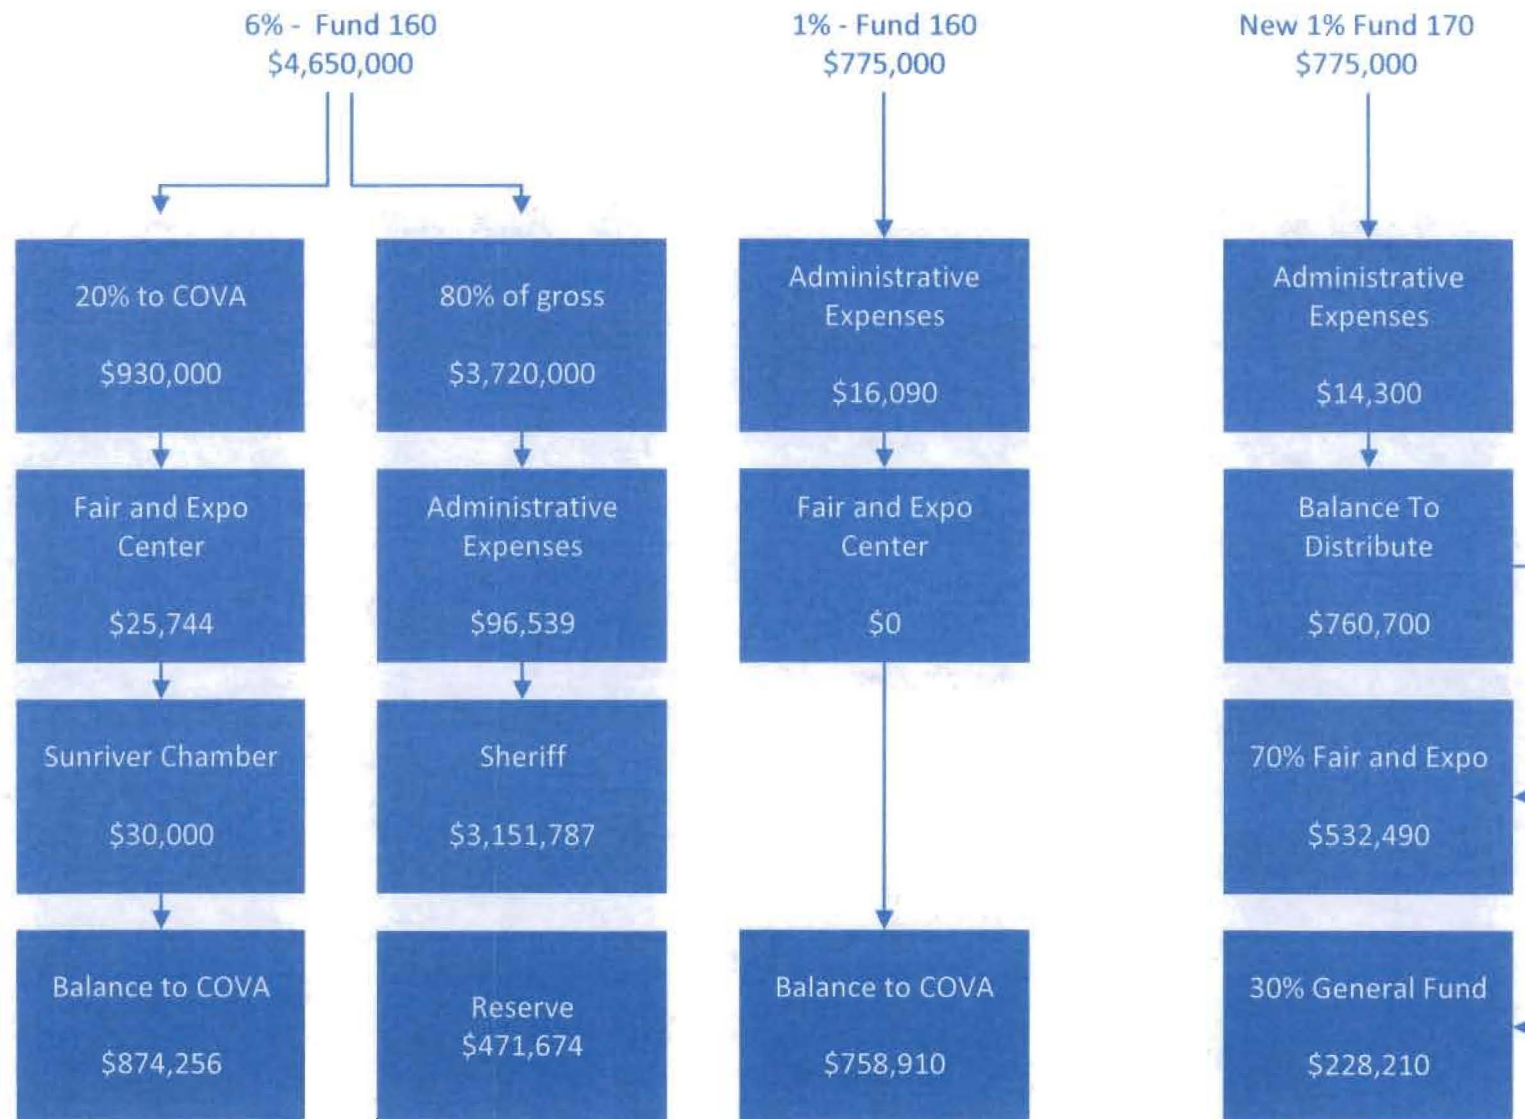 6% - Fund 160
$4,650,000
1% - Fund 160
$775,000
New 1% Fund 170
$775,000
20% to COVA
$930,000
80% of gross
$3,720,000
Administrative
Expenses
$16,090
Administrative
Expenses
$14,300
Fair and Expo
Center
$25,744
Administrative
Expenses
$96,539
Fair and Expo
Center
$0
Balance To
Distribute
$760,700
Sunriver Chamber
$30,000
Sheriff
$3,151,787
70% Fair and Expo
$532,490
Balance to COVA
$874,256
Reserve
$471,674
Balance to COVA
$758,910
30% General Fund
$228,210